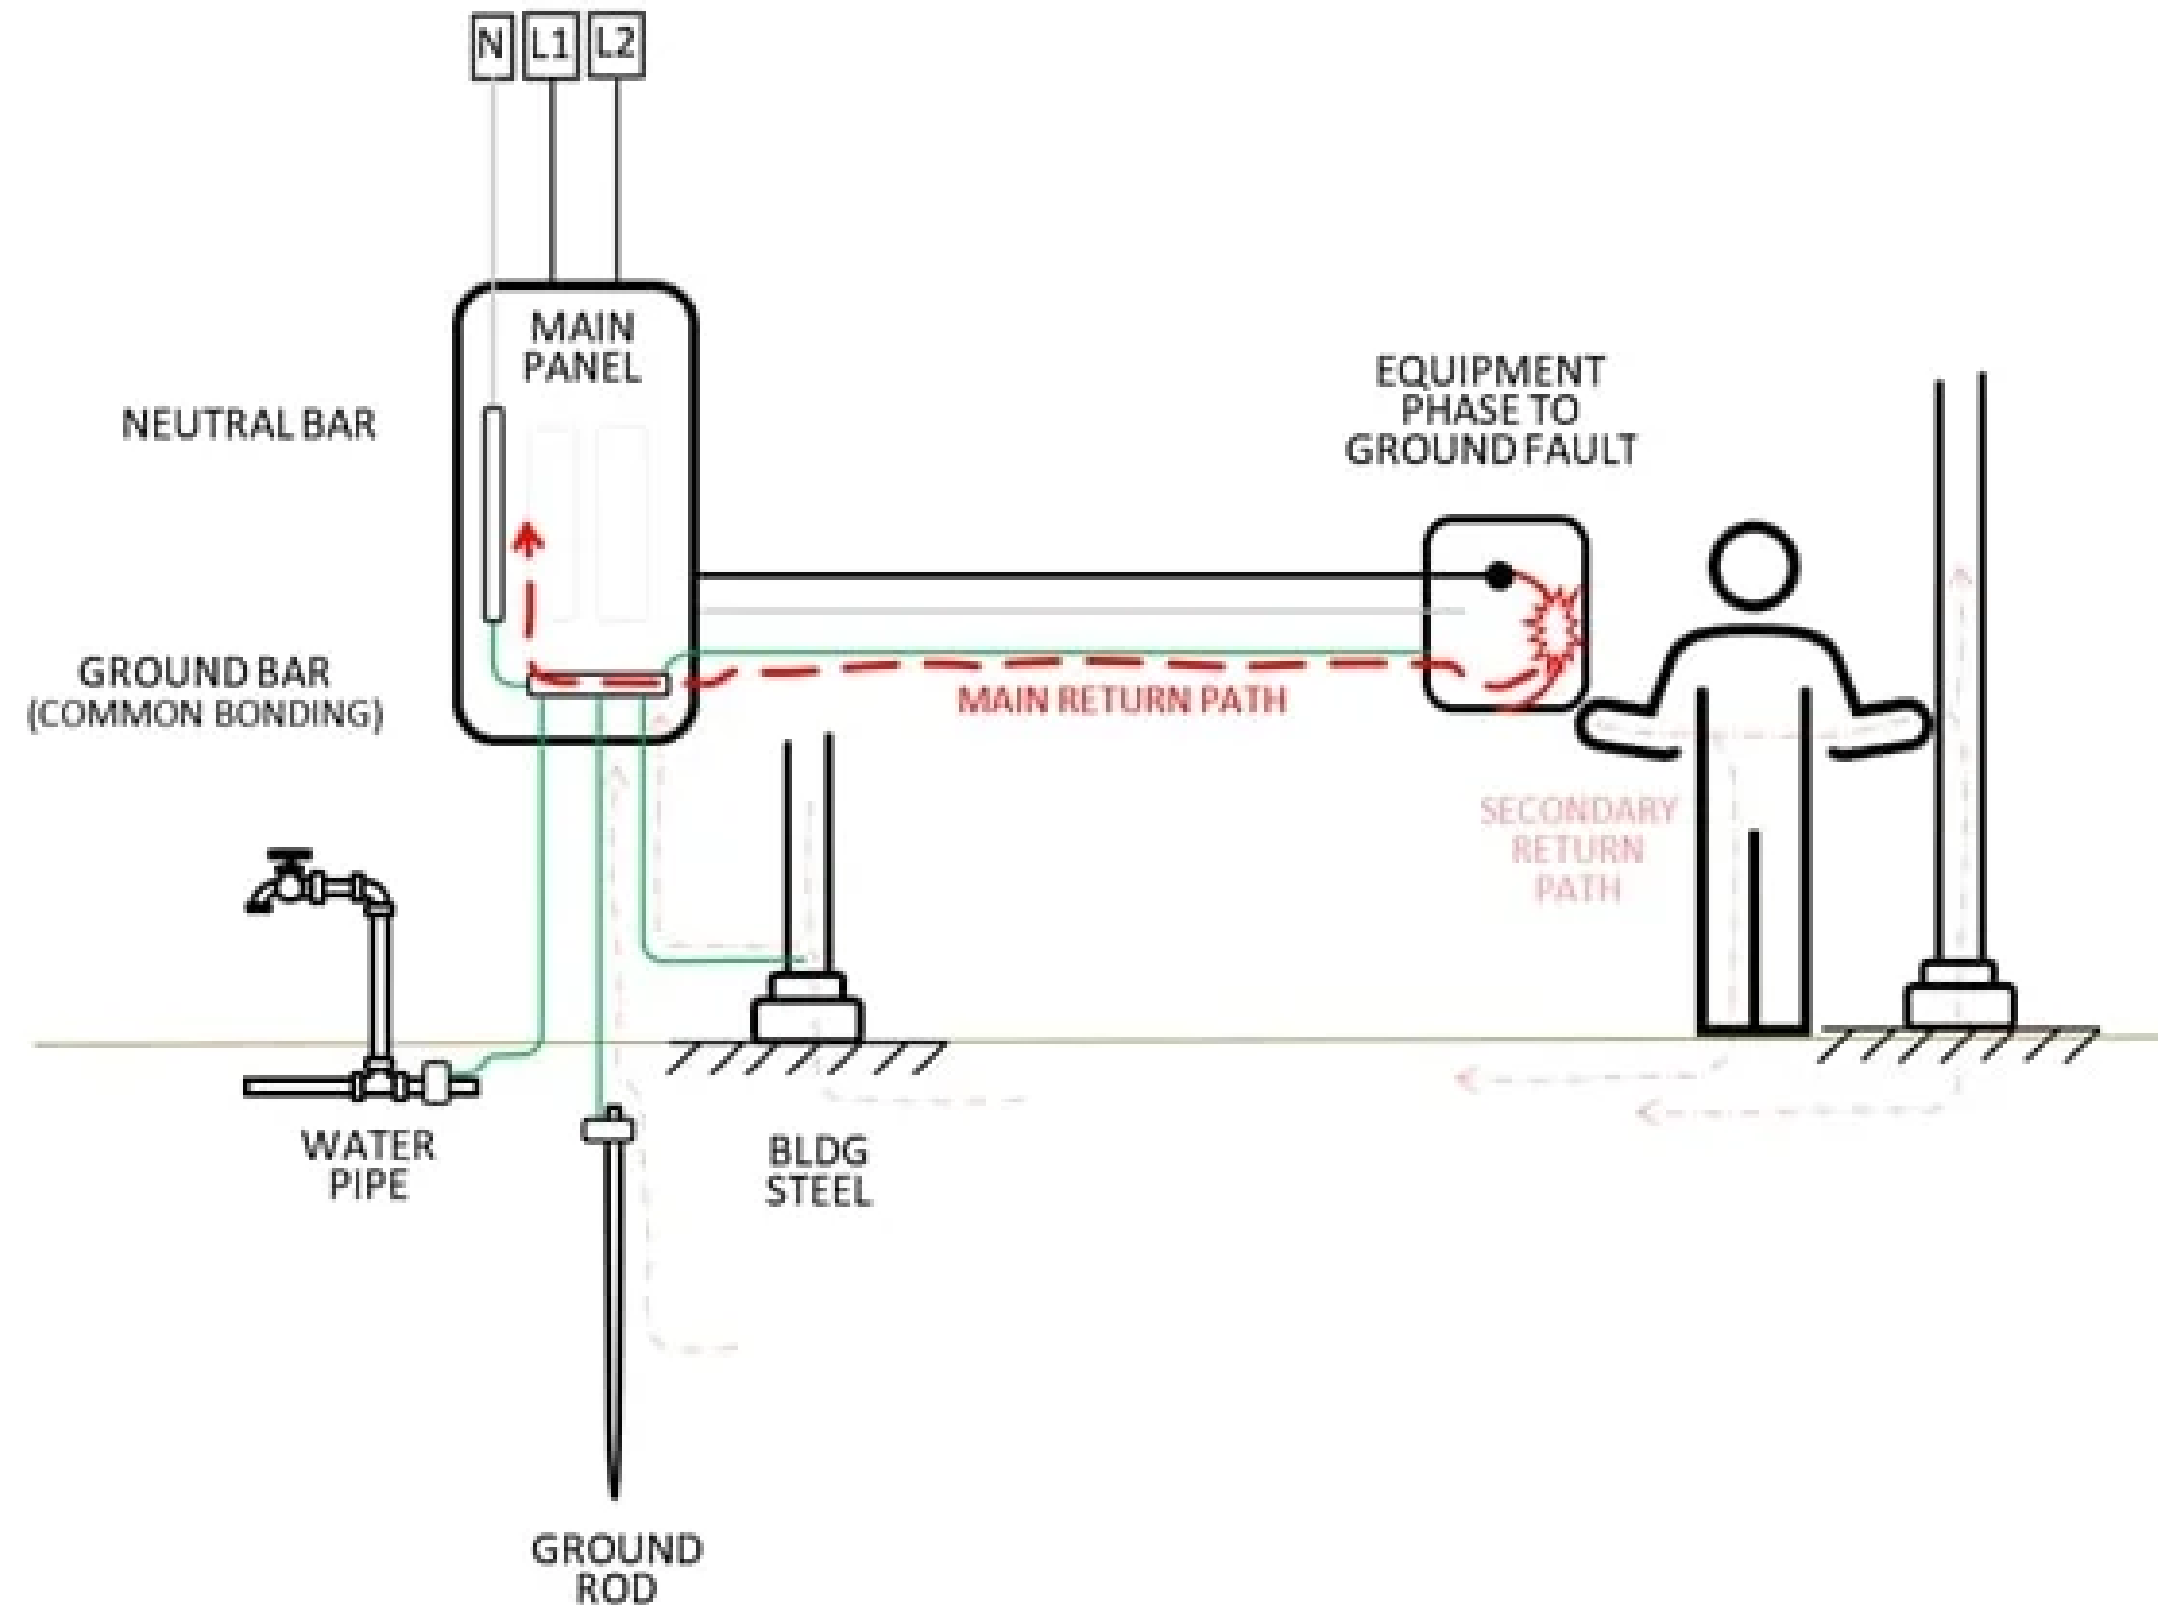 N L1 L2
MAIN
PANEL
NEUTRAL BAR
EQUIPMENT
PHASE TO
GROUND FAULT
GROUND BAR
(COMMON BONDING)
MAIN RETURN PATH
SECONDARY
RETURN
PATH
WATER
PIPE
BLDG
STEEL
GROUND
ROD